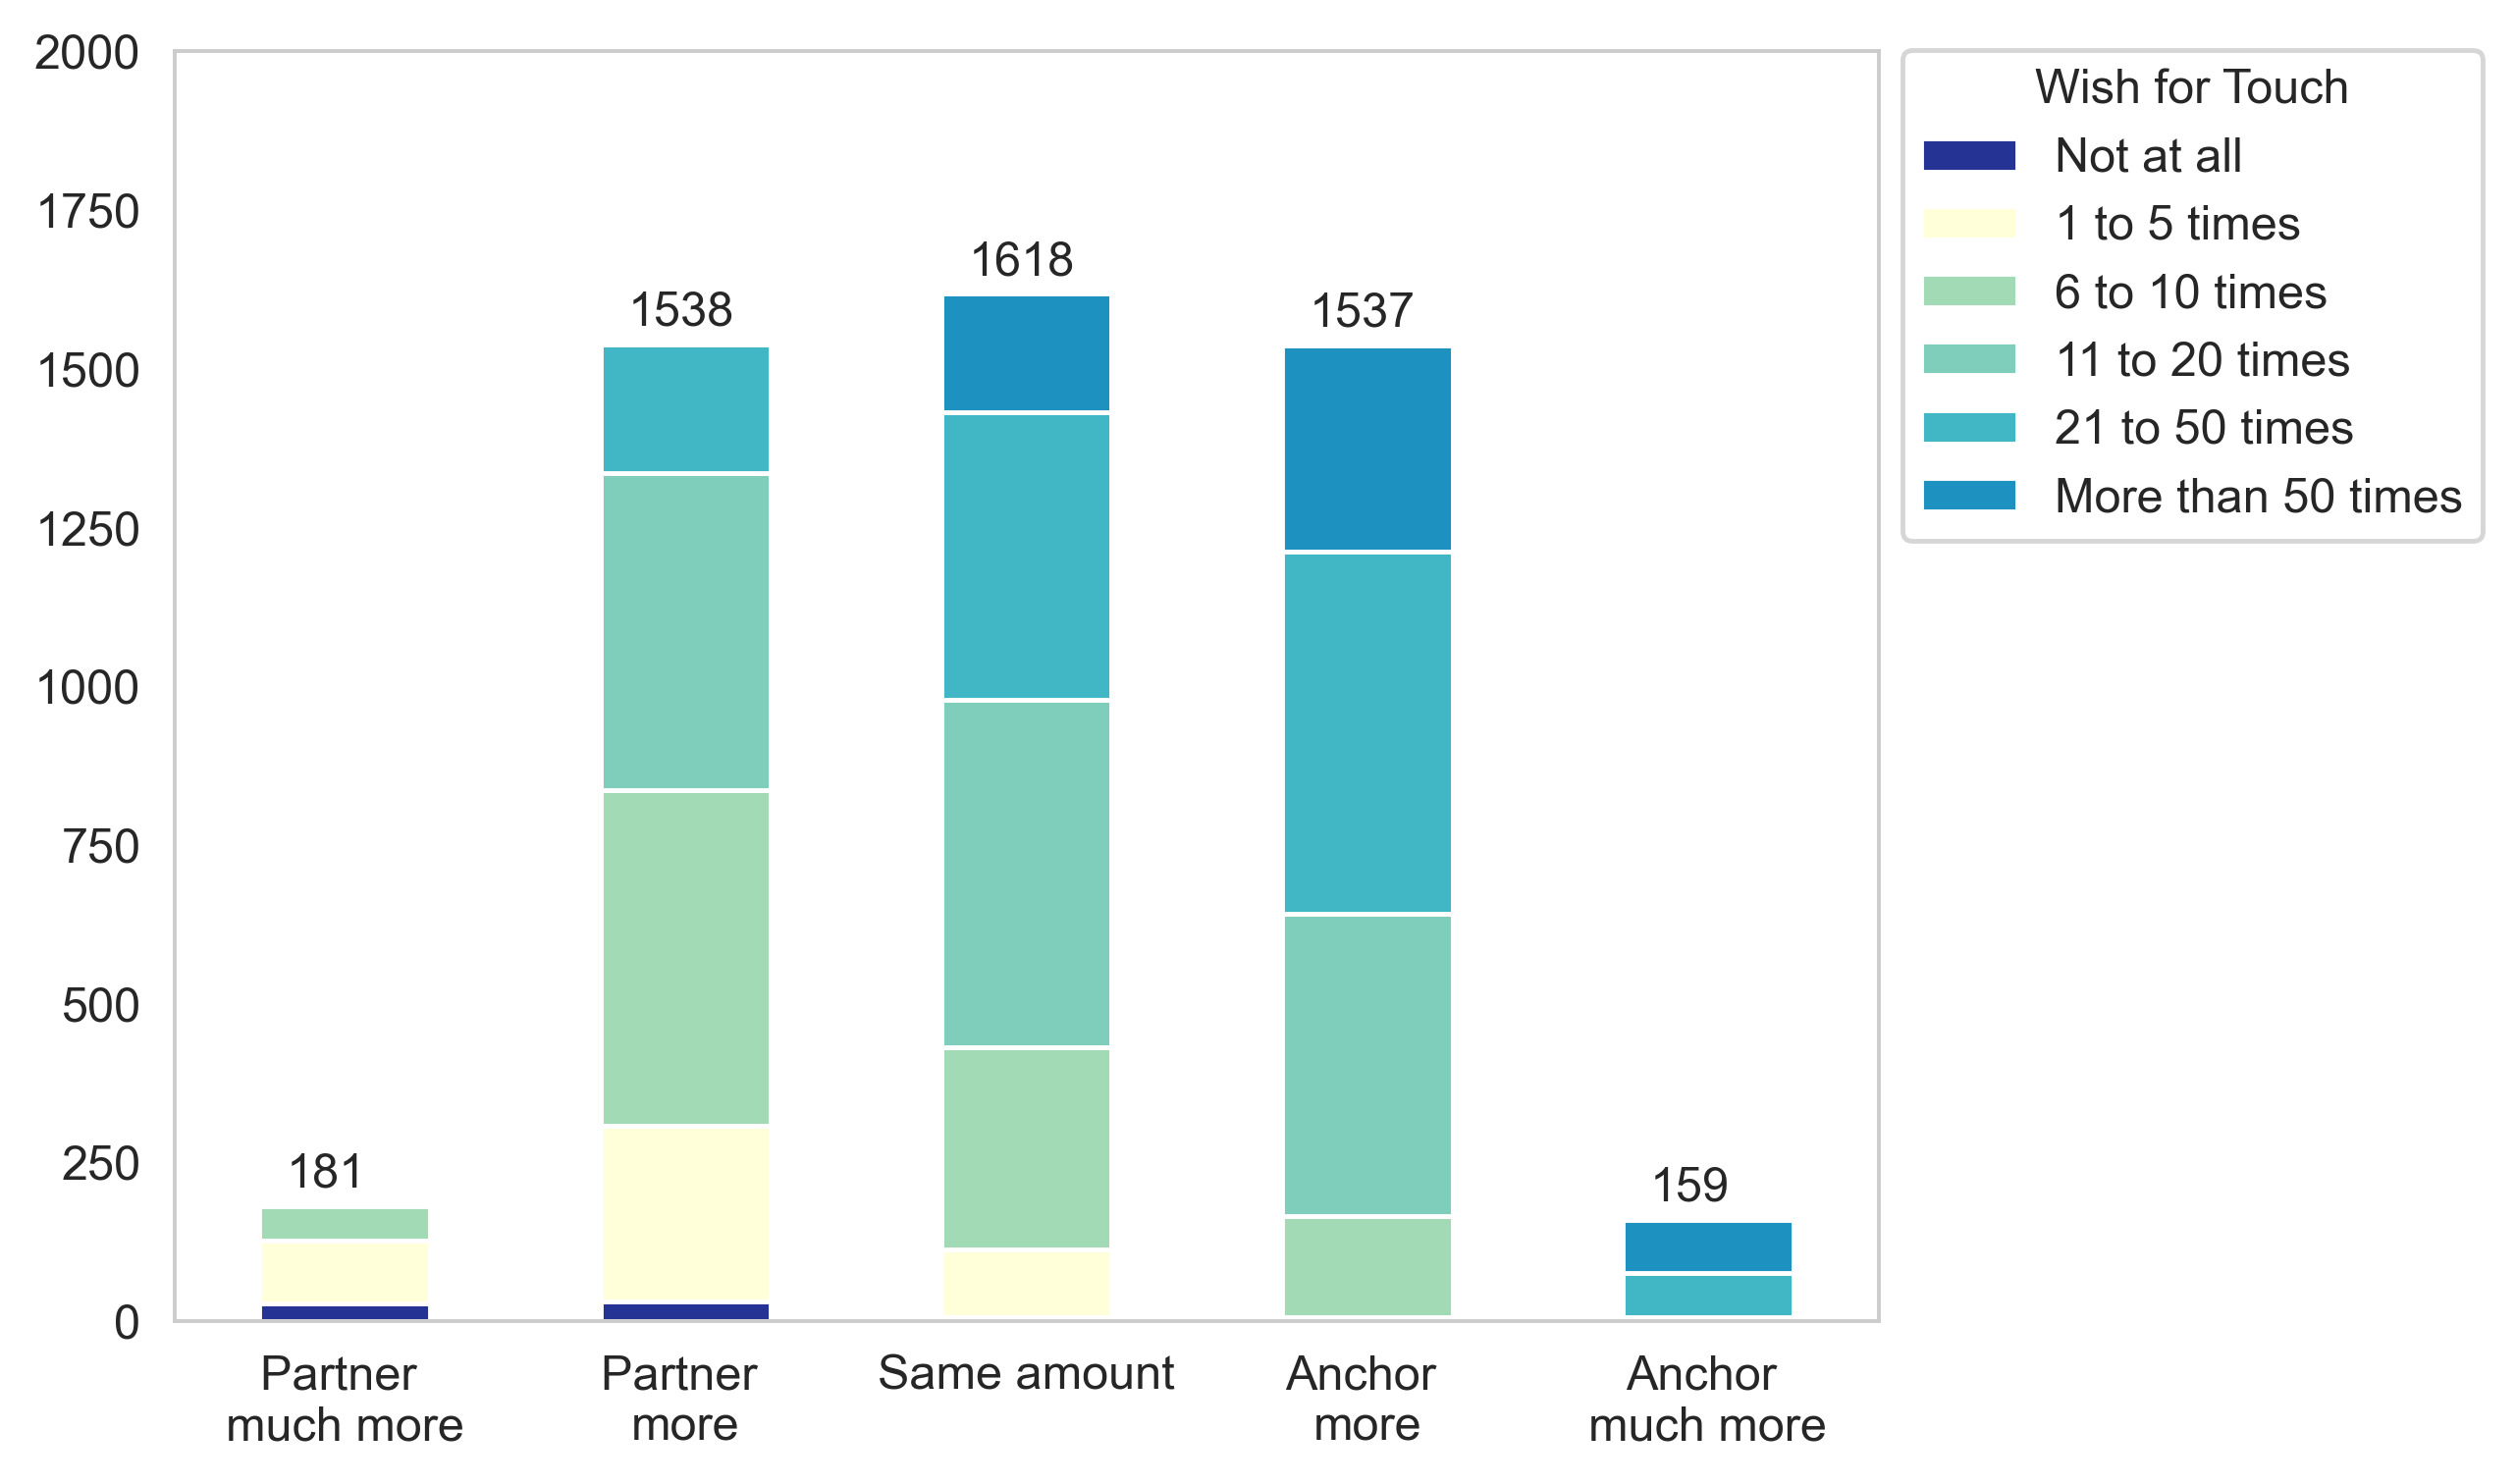 2000
1750
1500
1250
1000
750
500
250
0
181
1538
1618
1537
159
Partner
much more
Partner
more
Same amount
Anchor
more
Anchor
much more
Wish for Touch
Not at all
1 to 5 times
6 to 10 times
11 to 20 times
21 to 50 times
More than 50 times